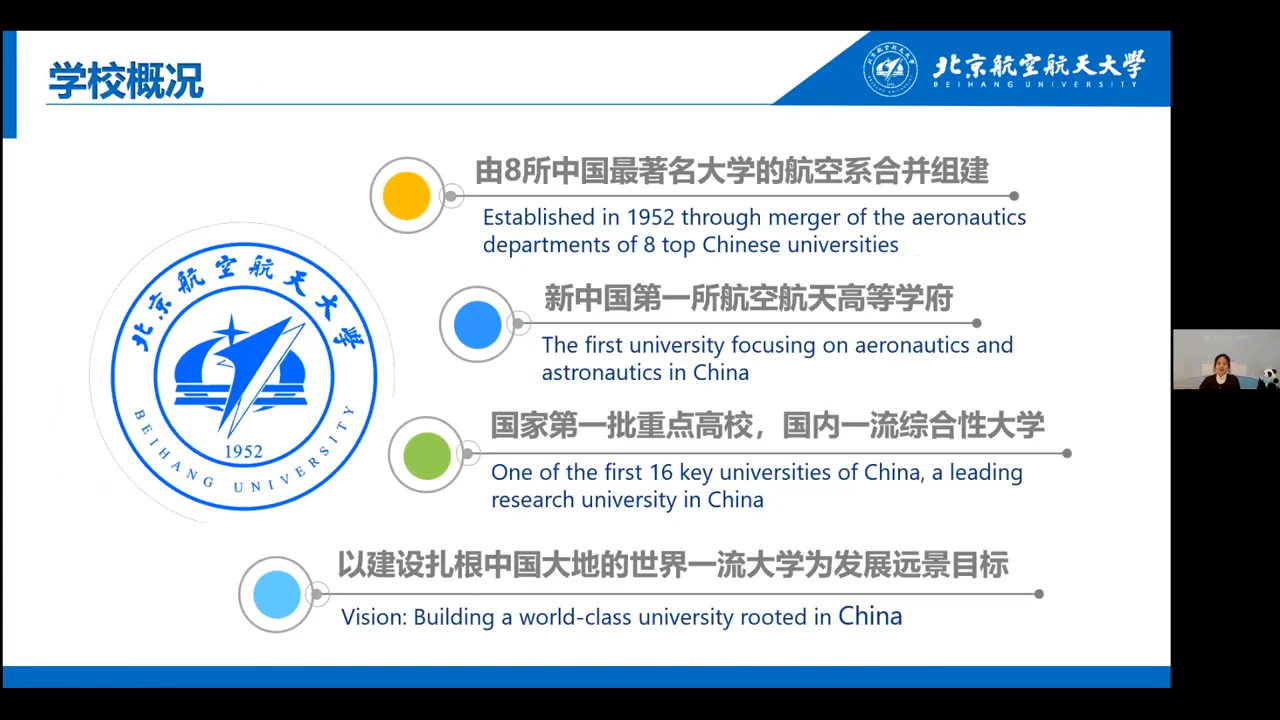 学校概况
北京航空航天大學
BEIHANG UNIVERSITY
由8所中国最著名大学的航空系合并组建
Established in 1952 through merger of the aeronautics
departments of 8 top Chinese universities
新中国第一所航空航天高等学府
The first university focusing on aeronautics and
astronautics in China
北京航空航天大學
1952
BEIHANG UNIVERSITY
国家第一批重点高校，国内一流综合性大学
One of the first 16 key universities of China, a leading
research university in China
以建设扎根中国大地的世界一流大学为发展远景目标
Vision: Building a world-class university rooted in China